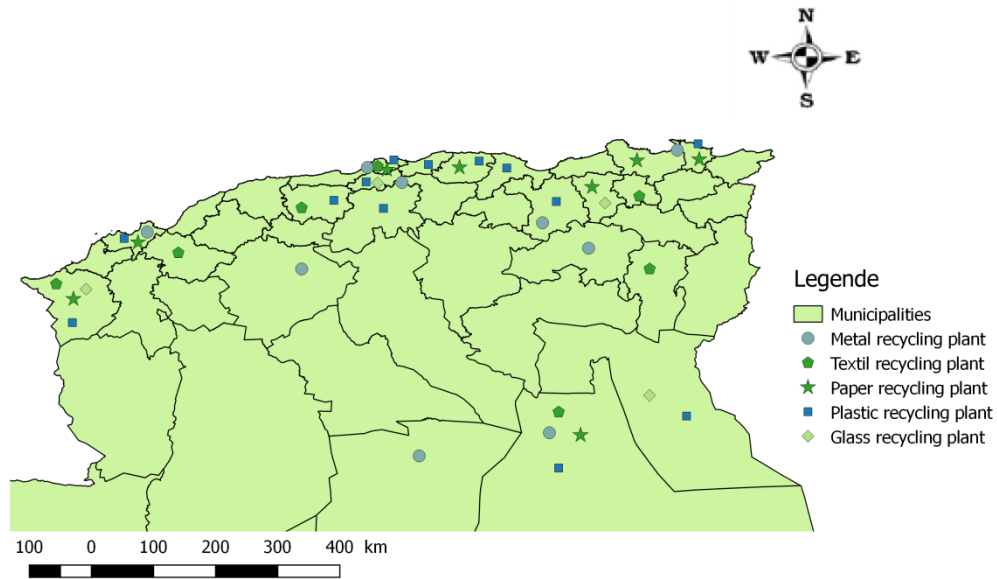 N
W E
S
Legende
Municipalities
Metal recycling plant
Textil recycling plant
Paper recycling plant
Plastic recycling plant
Glass recycling plant
100 0 100 200 300 400 km